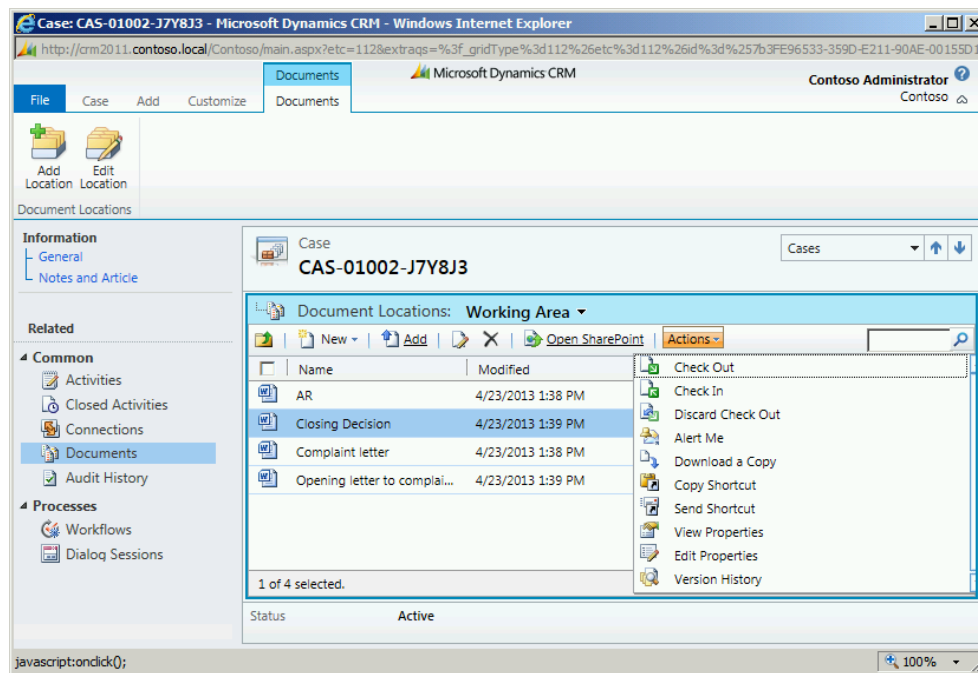 Case: CAS-01002-J7Y8J3 - Microsoft Dynamics CRM - Windows Internet Explorer
http://crm2011.contoso.local/Contoso/main.aspx?etc=112&extraqs=%3f_gridType%3d112%26etc%3d112%26id%3d%257b3FE96533-359D-E211-90AE-00155D1
Documents
Microsoft Dynamics CRM
Contoso Administrator
Contoso
File Case Add Customize Documents
Add Location
Edit Location
Document Locations
Information
General
Notes and Article
Related
Common
Activities
Closed Activities
Connections
Documents
Audit History
Processes
Workflows
Dialog Sessions
Case
CAS-01002-J7Y8J3
Cases
Document Locations: Working Area
New Add Open SharePoint Actions
Name Modified
AR 4/23/2013 1:38 PM
Closing Decision 4/23/2013 1:39 PM
Complaint letter 4/23/2013 1:38 PM
Opening letter to complai... 4/23/2013 1:39 PM
Check Out
Check In
Discard Check Out
Alert Me
Download a Copy
Copy Shortcut
Send Shortcut
View Properties
Edit Properties
Version History
1 of 4 selected.
Status Active
javascript:onclick();
100%